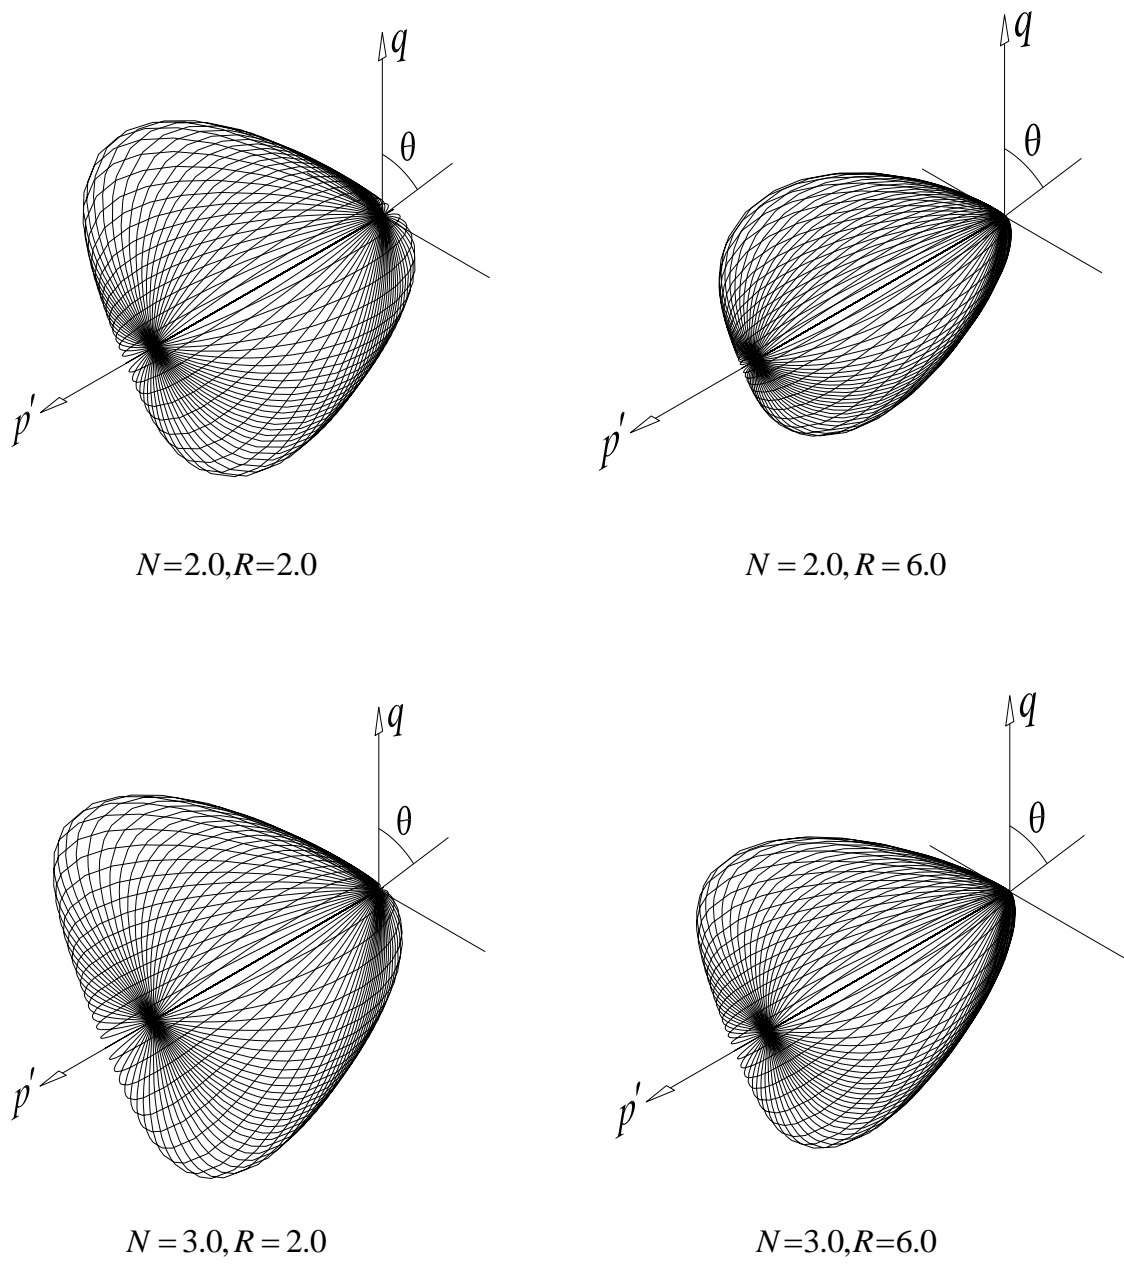 q q
θ θ
p′ p′
N=2.0,R=2.0 N = 2.0, R = 6.0
q q
θ θ
p′ p′
N = 3.0, R = 2.0 N=3.0,R=6.0